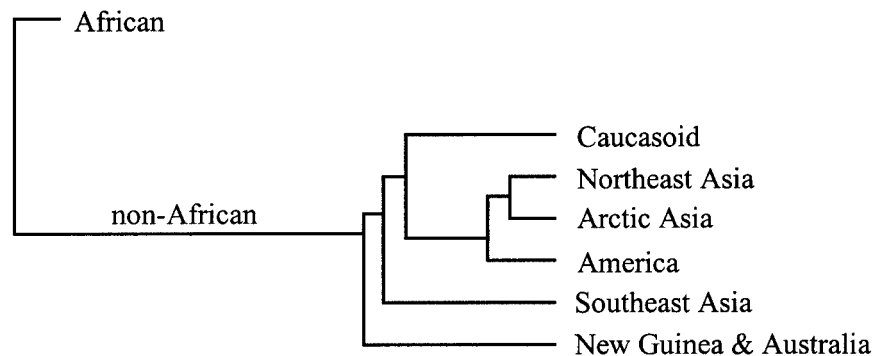 African
Caucasoid
Northeast Asia
non-African
Arctic Asia
America
Southeast Asia
New Guinea & Australia